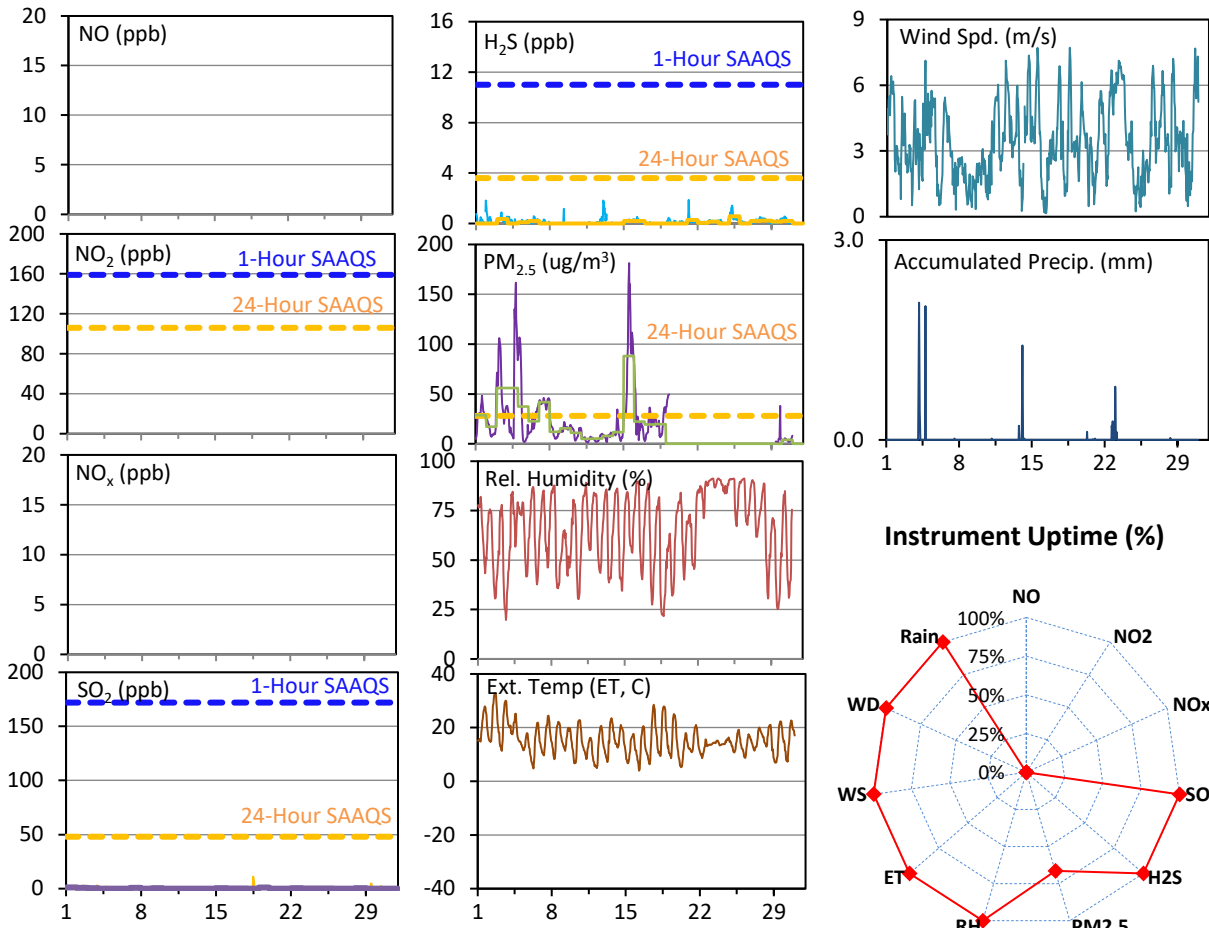 NO (ppb)
20
15
10
5
0
NO₂ (ppb)
1-Hour SAAQS
24-Hour SAAQS
200
160
120
80
40
0
NOₓ (ppb)
20
15
10
5
0
SO₂ (ppb)
1-Hour SAAQS
24-Hour SAAQS
200
150
100
50
0
1 8 15 22 29
H₂S (ppb)
1-Hour SAAQS
24-Hour SAAQS
16
12
8
4
0
PM₂.₅ (ug/m³)
24-Hour SAAQS
200
150
100
50
0
Rel. Humidity (%)
100
75
50
25
0
Ext. Temp (ET, C)
40
20
0
-20
-40
1 8 15 22 29
Wind Spd. (m/s)
9
6
3
0
Accumulated Precip. (mm)
3.0
0.0
1 8 15 22 29
Instrument Uptime (%)
NO
NO2
NOx
SO
H2S
PM2.5
RH
ET
WS
WD
Rain
100%
75%
50%
25%
0%